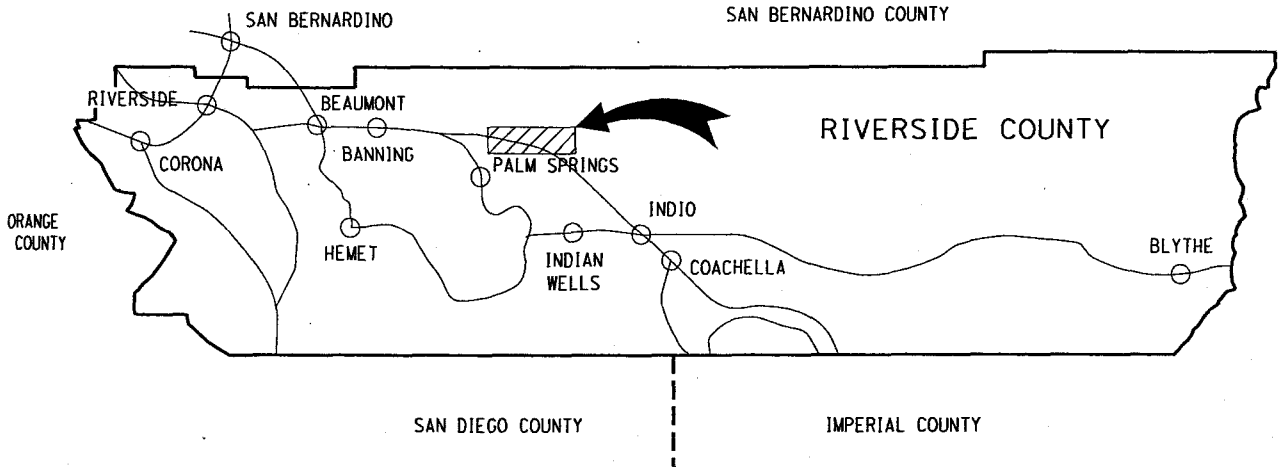 SAN BERNARDINO
SAN BERNARDINO COUNTY
RIVERSIDE
BEAUMONT
RIVERSIDE COUNTY
CORONA
BANNING
PALM SPRINGS
ORANGE
COUNTY
HEMET
INDIO
INDIAN
WELLS
COACHELLA
BLYTHE
SAN DIEGO COUNTY
IMPERIAL COUNTY